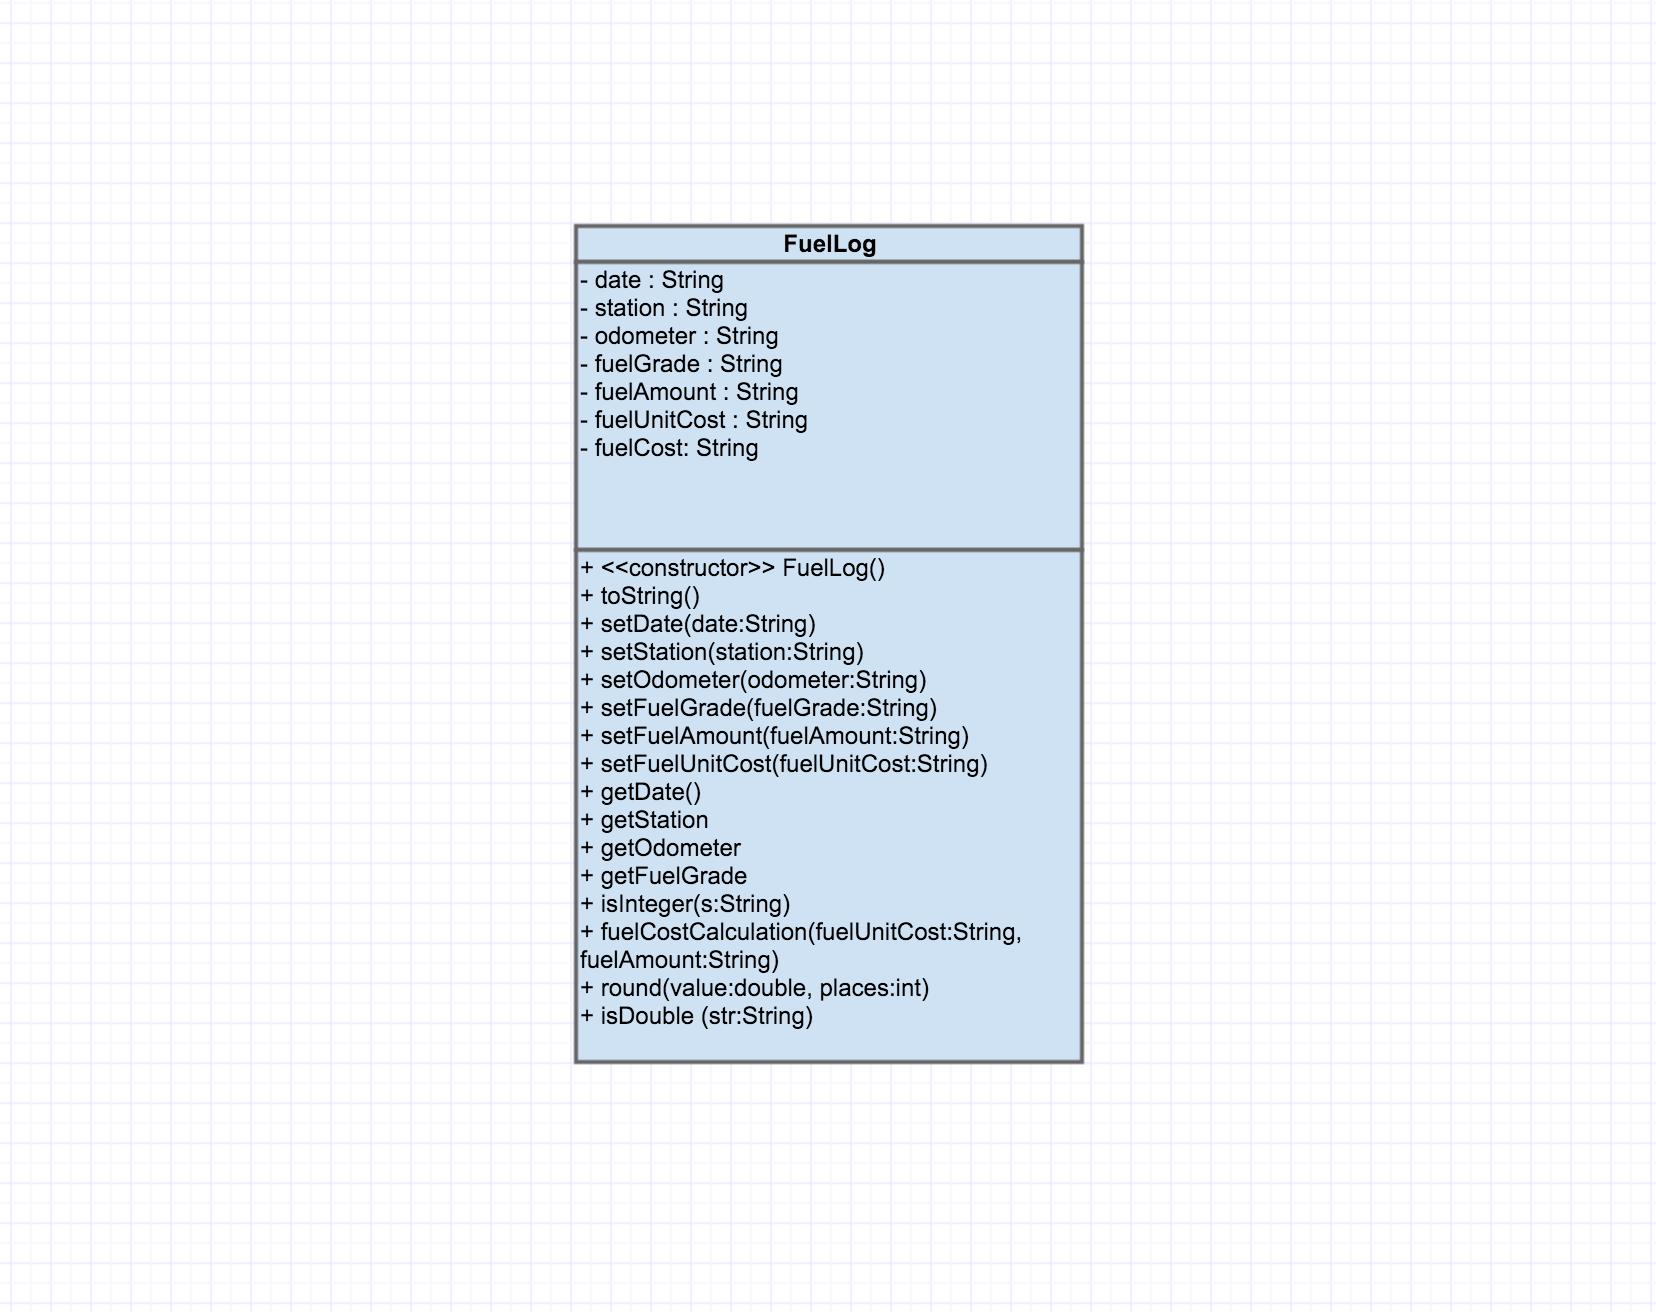 FuelLog
- date : String
- station : String
- odometer : String
- fuelGrade : String
- fuelAmount : String
- fuelUnitCost : String
- fuelCost: String
+ <<constructor>> FuelLog()
+ toString()
+ setDate(date:String)
+ setStation(station:String)
+ setOdometer(odometer:String)
+ setFuelGrade(fuelGrade:String)
+ setFuelAmount(fuelAmount:String)
+ setFuelUnitCost(fuelUnitCost:String)
+ getDate()
+ getStation
+ getOdometer
+ getFuelGrade
+ isInteger(s:String)
+ fuelCostCalculation(fuelUnitCost:String,
fuelAmount:String)
+ round(value:double, places:int)
+ isDouble (str:String)